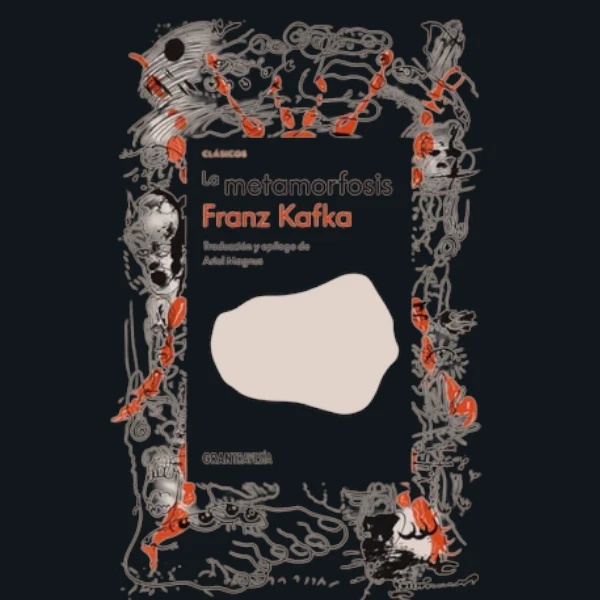 CLÁSICOS
La metamorfosis
Franz Kafka
Traducción y epílogo de
Ariel Magnus
GRANTRAVESÍA